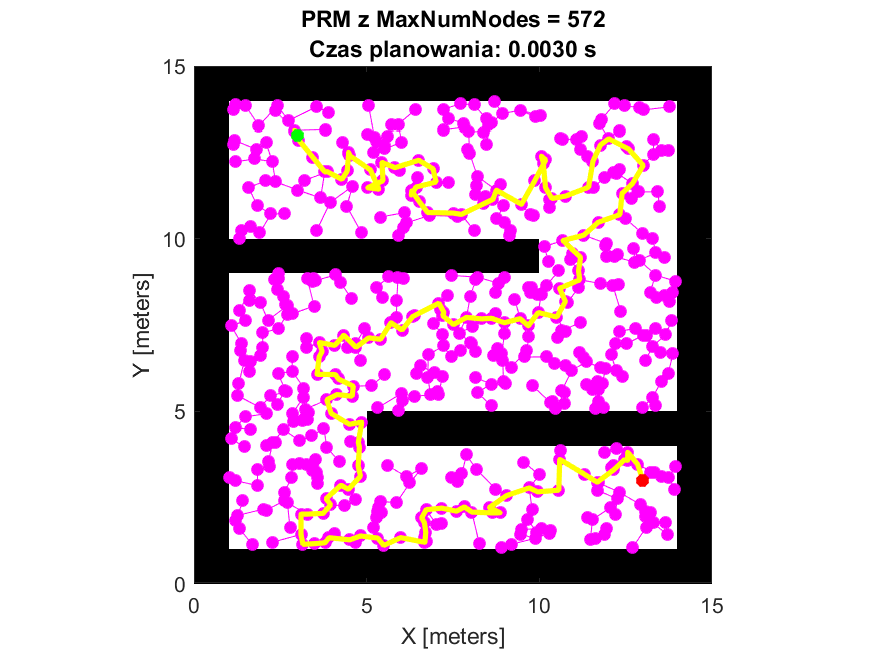 PRM z MaxNumNodes = 572
Czas planowania: 0.0030 s
15
10
5
0
Y [meters]
0 5 10 15
X [meters]